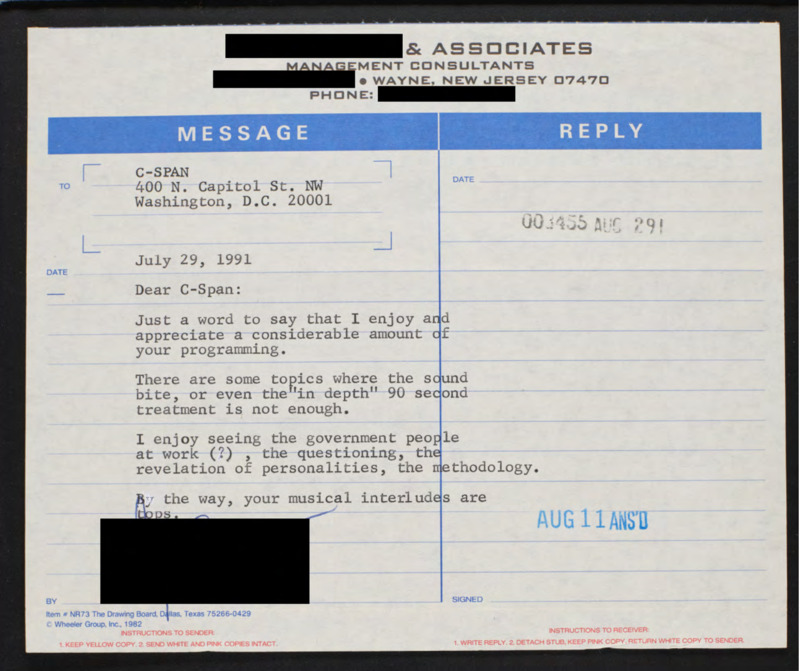 & ASSOCIATES
MANAGEMENT CONSULTANTS
• WAYNE, NEW JERSEY 07470
PHONE:
MESSAGE
REPLY
TO
C-SPAN
400 N. Capitol St. NW
Washington, D.C. 20001
DATE
July 29, 1991
Dear C-Span:
Just a word to say that I enjoy and
appreciate a considerable amount of
your programming.
There are some topics where the sound
bite, or even the"in depth" 90 second
treatment is not enough.
I enjoy seeing the government people
at work (?) , the questioning, the
revelation of personalities, the methodology.
By the way, your musical interludes are
tops.
BY
Item # NR73 The Drawing Board, Dallas, Texas 75266-0429
© Wheeler Group, Inc., 1982
INSTRUCTIONS TO SENDER:
1. KEEP YELLOW COPY. 2. SEND WHITE AND PINK COPIES INTACT.
DATE
AUG 29!
AUG 11 ANS'D
SIGNED
INSTRUCTIONS TO RECEIVER:
1. WRITE REPLY. 2. DETACH STUB, KEEP PINK COPY, RETURN WHITE COPY TO SENDER.